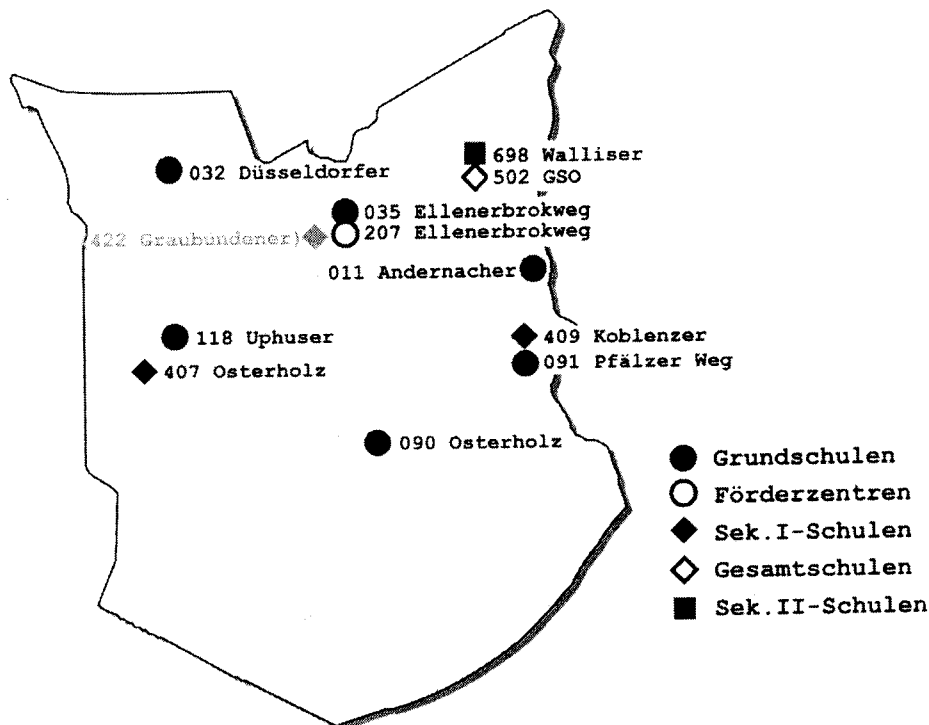 698 Walliser
032 Düsseldorfer
502 GSO
035 Ellenerbrokweg
(422 Graubündener)
207 Ellenerbrokweg
011 Andernacher
118 Uphuser
409 Koblenzer
407 Osterholz
091 Pfälzer Weg
090 Osterholz
Grundschulen
Förderzentren
Sek.I-Schulen
Gesamtschulen
Sek.II-Schulen